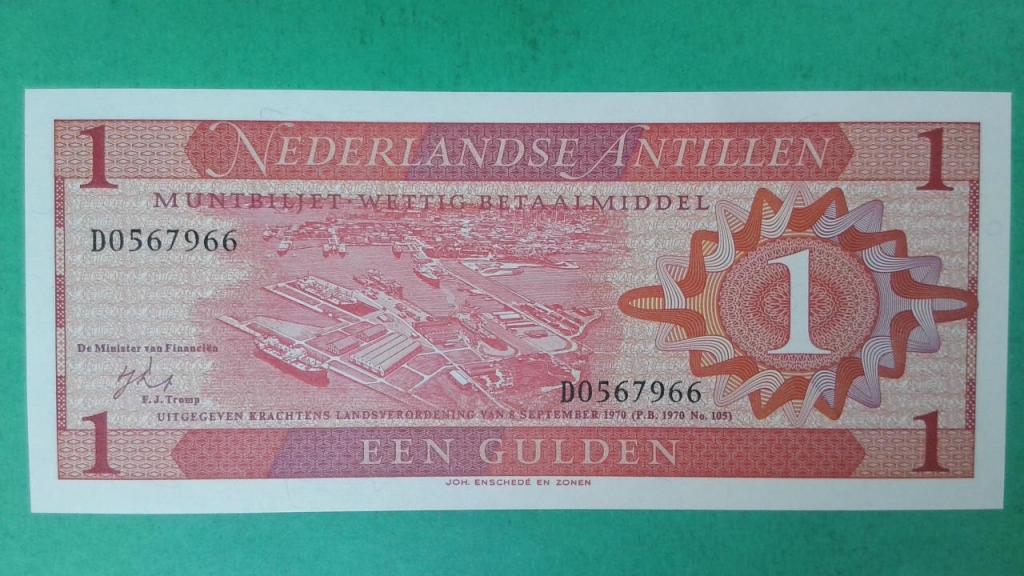 1 NEDERLANDSE ANTILLEN 1
MUNTBILJET·WETTIG BETAALMIDDEL
D0567966
1
De Minister van Financiën
F. J. Tromp
D0567966
UITGEGEVEN KRACHTENS LANDSVERORDENING VAN 8 SEPTEMBER 1970 (P.B. 1970 No. 105)
1 EEN GULDEN 1
JOH. ENSCHEDÉ EN ZONEN